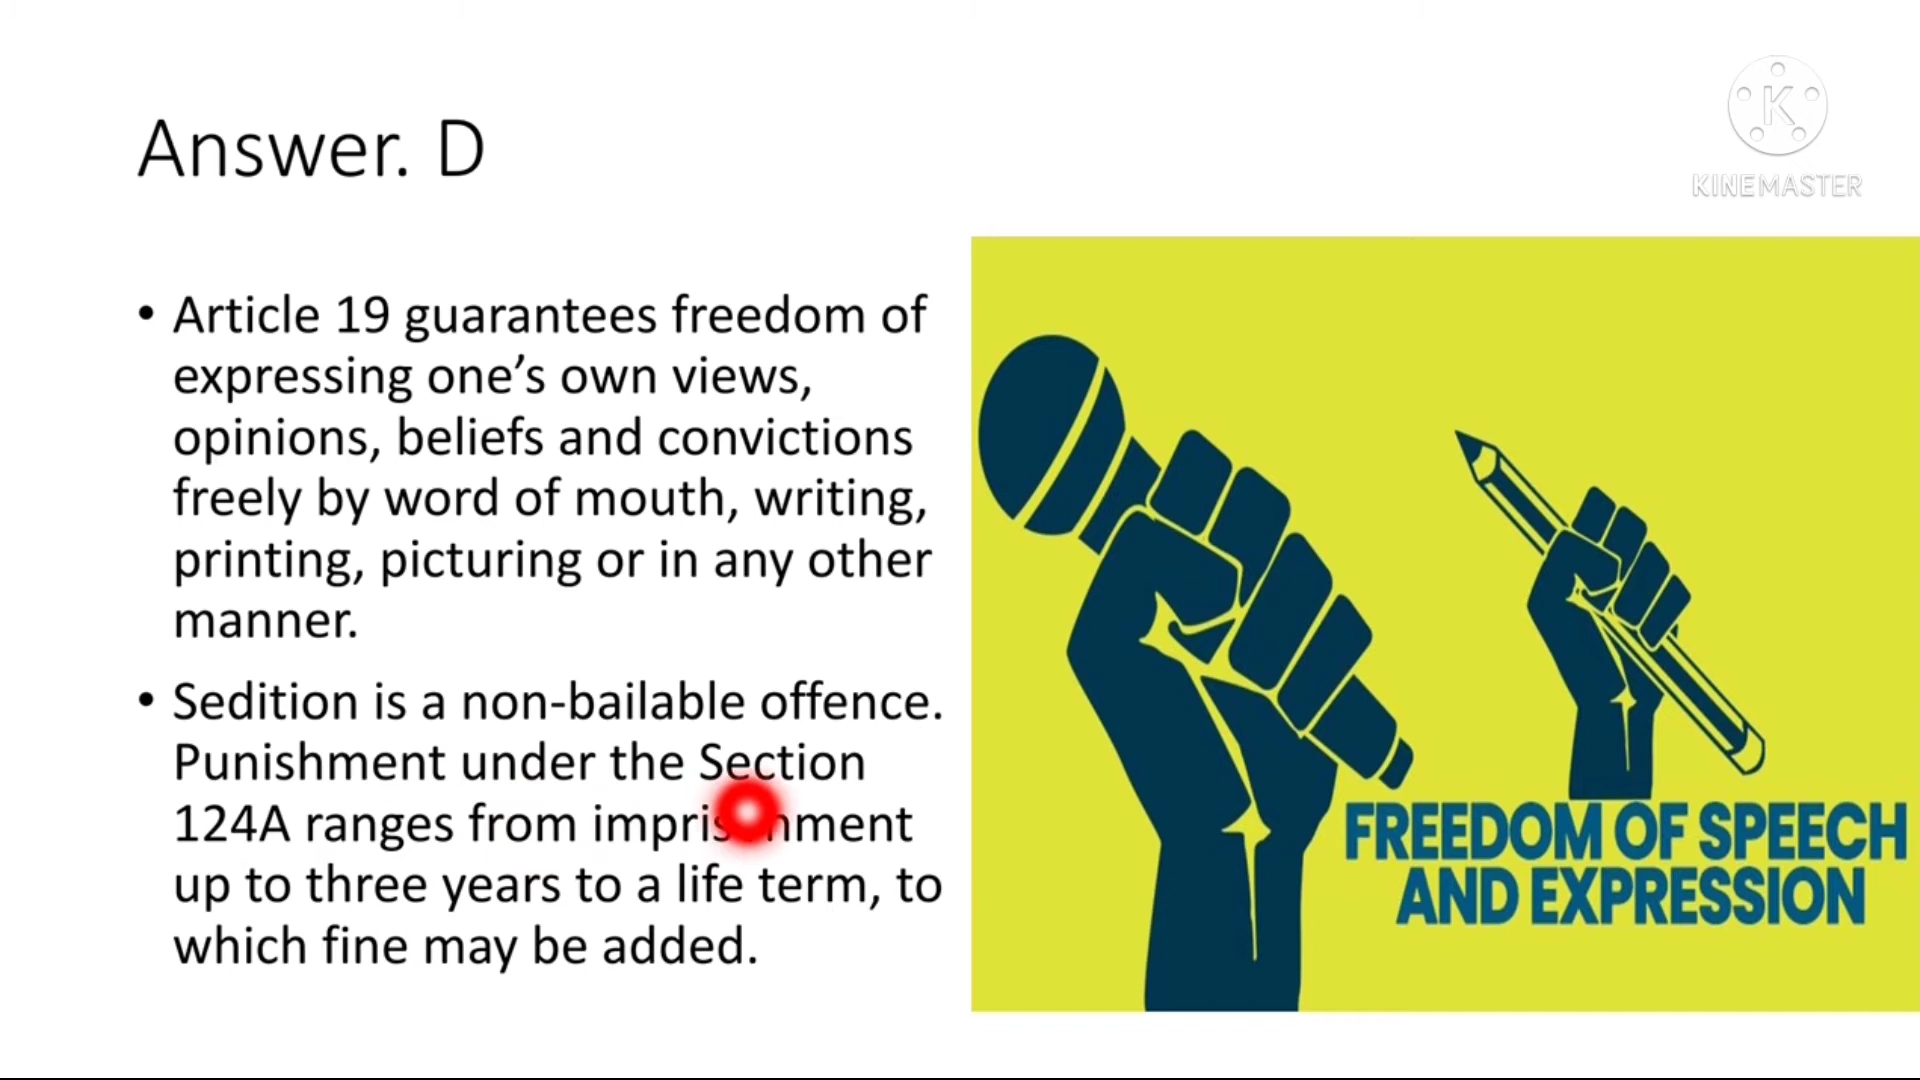 Answer. D
K
KINEMASTER
• Article 19 guarantees freedom of
expressing one’s own views,
opinions, beliefs and convictions
freely by word of mouth, writing,
printing, picturing or in any other
manner.
• Sedition is a non-bailable offence.
Punishment under the Section
124A ranges from imprisonment
up to three years to a life term, to
which fine may be added.
FREEDOM OF SPEECH
AND EXPRESSION